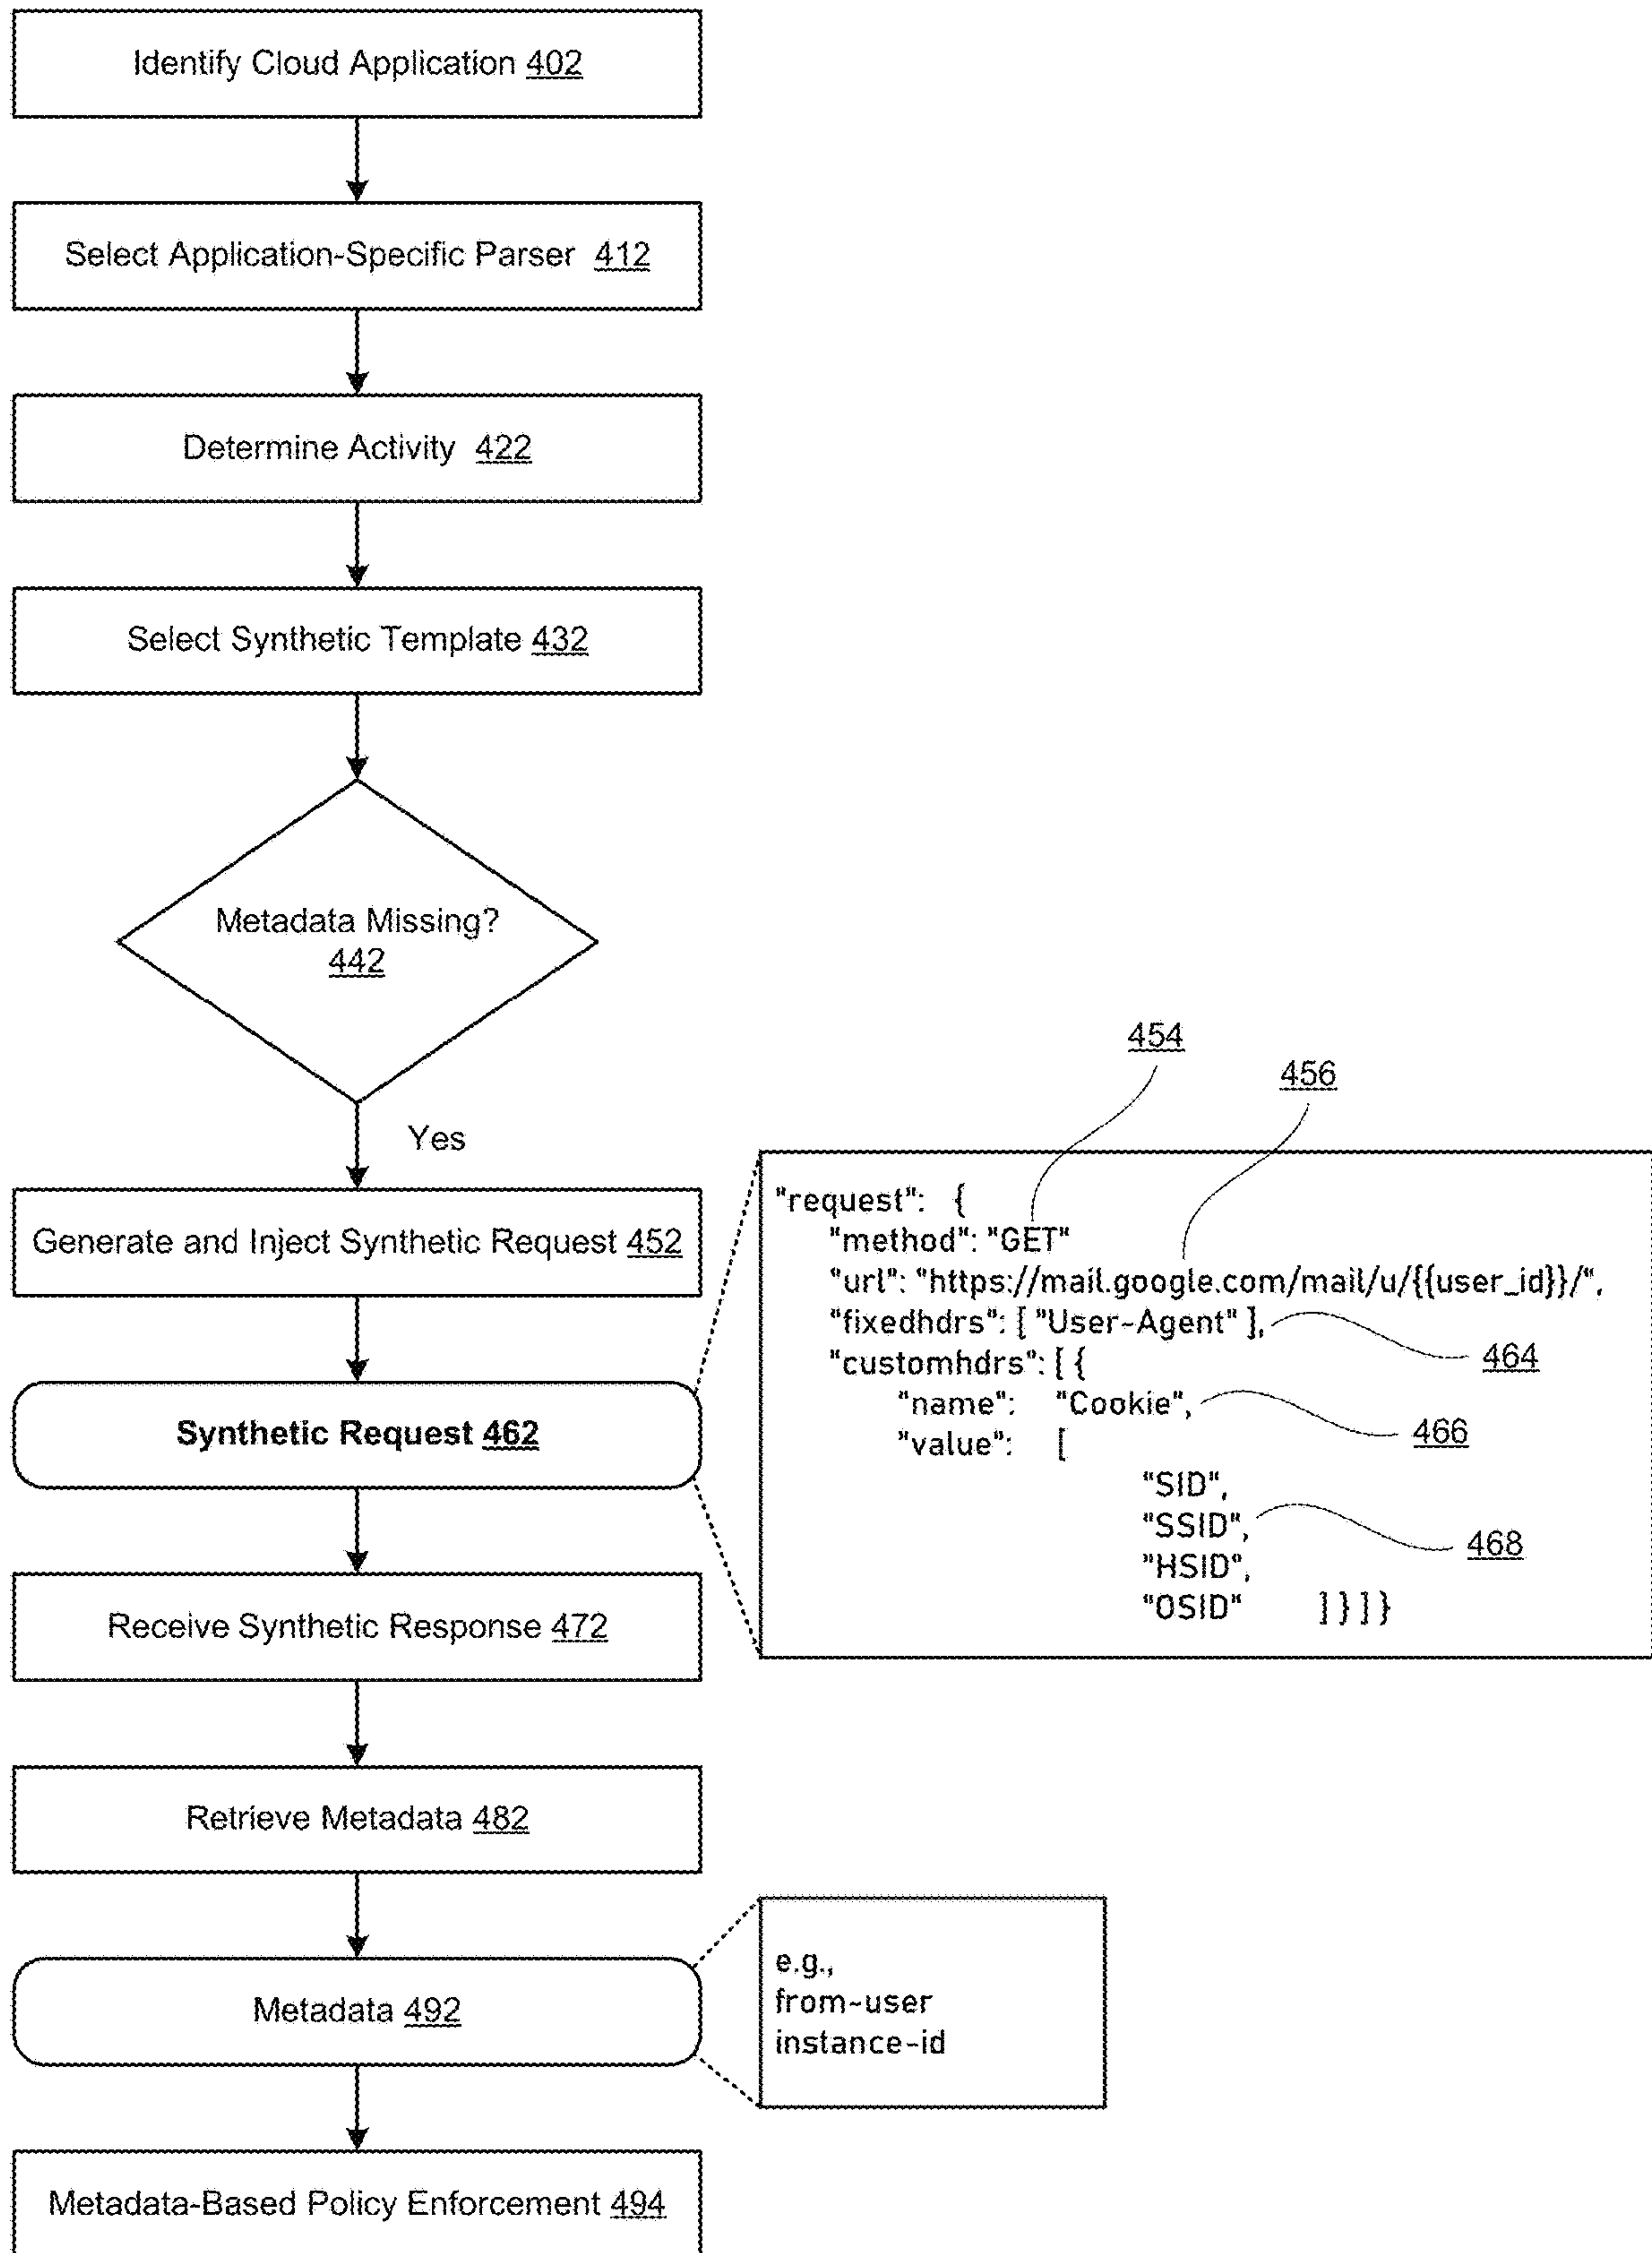 Identify Cloud Application 402
Select Application-Specific Parser 412
Determine Activity 422
Select Synthetic Template 432
Metadata Missing?
442
Yes
Generate and Inject Synthetic Request 452
Synthetic Request 462
454
456
"request": {
"method": "GET"
"url": "https://mail.google.com/mail/u/{{user_id}}/",
"fixedhdrs": [ "User-Agent" ],
464
"customhdrs": [ {
"name": "Cookie",
466
"value": [
"SID",
"SSID",
468
"HSID",
"OSID" ] } ] }
Receive Synthetic Response 472
Retrieve Metadata 482
Metadata 492
e.g.,
from-user
instance-id
Metadata-Based Policy Enforcement 494